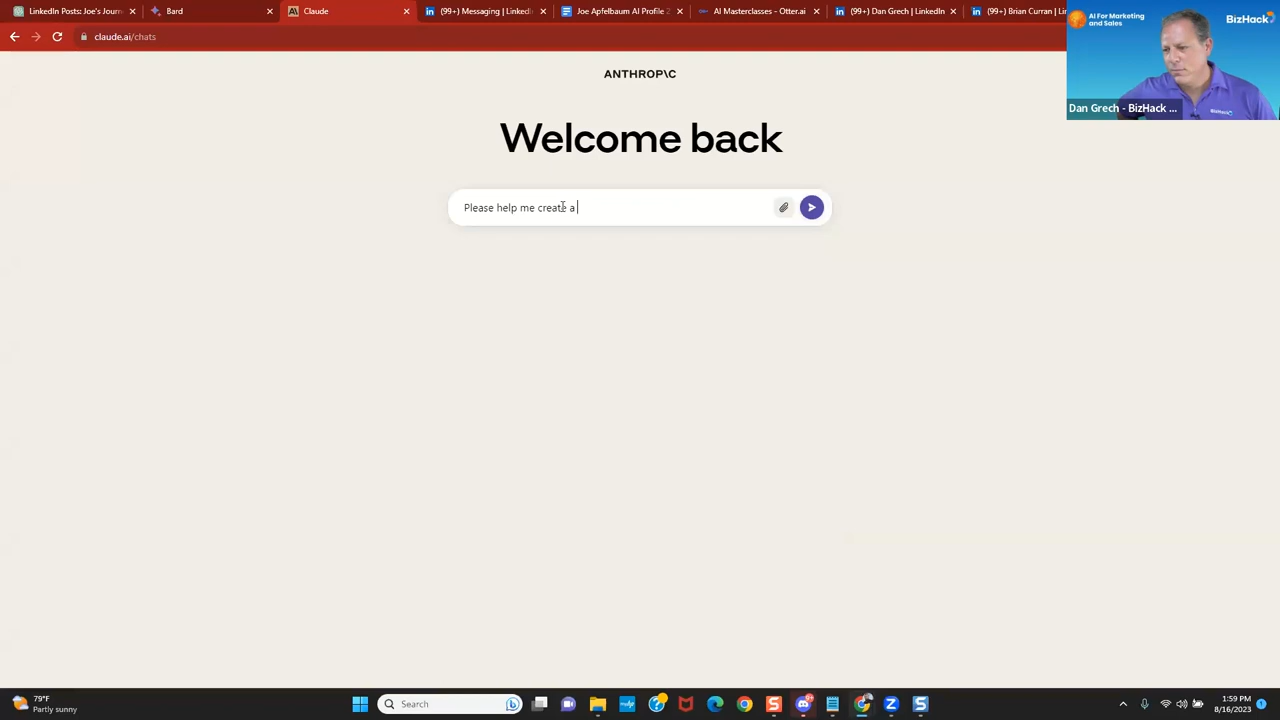 LinkedIn Posts: Joe's Journ
Bard
Claude
(99+) Messaging | LinkedIn
Joe Apfelbaum AI Profile 2
AI Masterclasses - Otter.ai
(99+) Dan Grech | LinkedIn
(99+) Brian Curran | Lin
claude.ai/chats
AI For Marketing
and Sales
BizHack
Dan Grech - BizHack ...
ANTHROP\C
Welcome back
Please help me create a
79°F
Partly sunny
Search
1:59 PM
8/16/2023